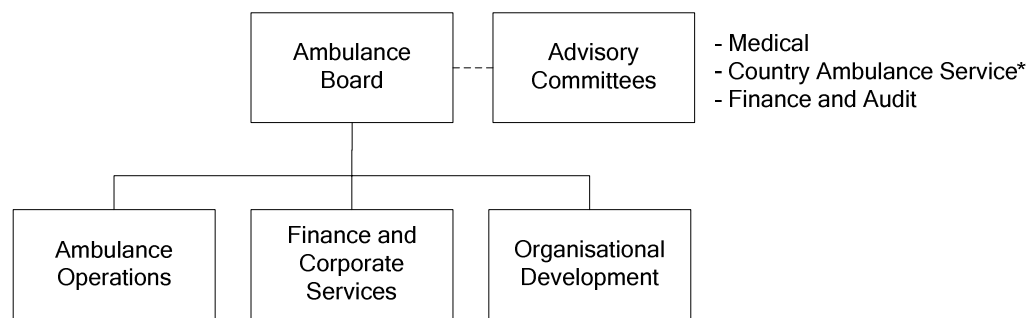 Ambulance
Board
Advisory
Committees
- Medical
- Country Ambulance Service*
- Finance and Audit
Ambulance
Operations
Finance and
Corporate
Services
Organisational
Development